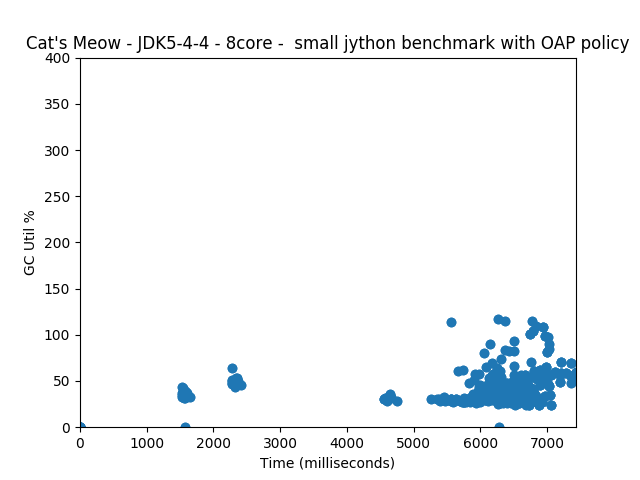 Cat's Meow - JDK5-4-4 - 8core -  small jython benchmark with OAP policy
400
350
300
250
200
150
100
50
0
GC Util %
0 1000 2000 3000 4000 5000 6000 7000
Time (milliseconds)